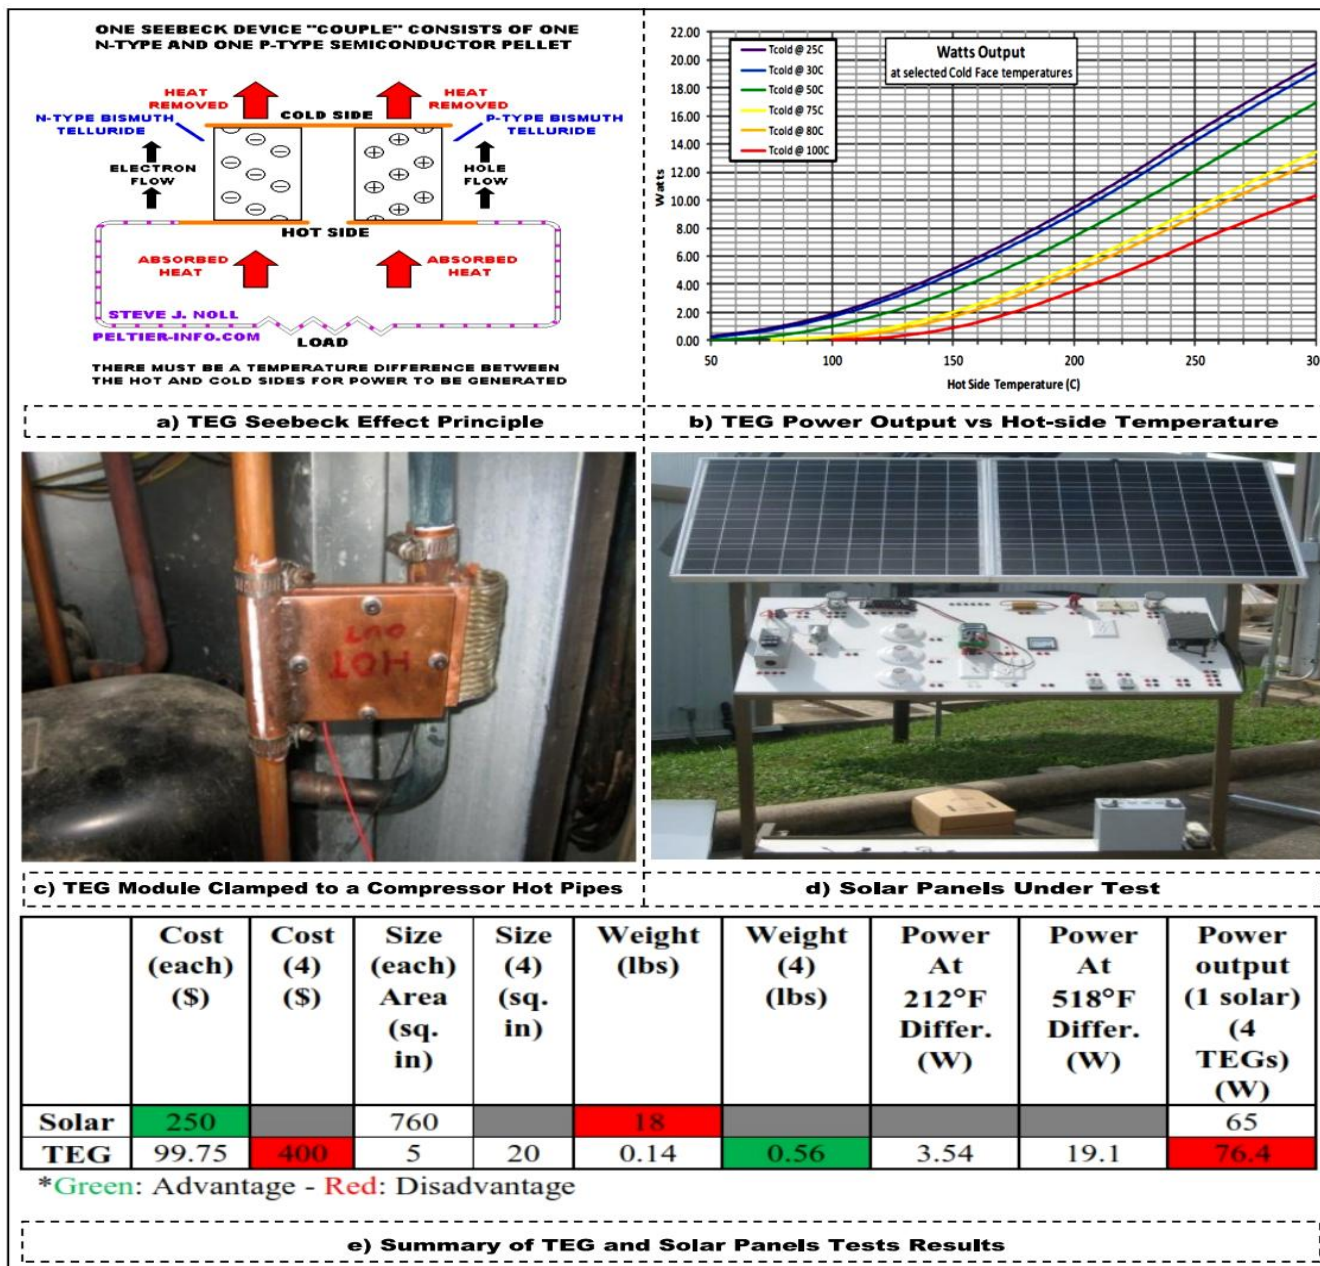 ONE SEEBECK DEVICE "COUPLE" CONSISTS OF ONE
N-TYPE AND ONE P-TYPE SEMICONDUCTOR PELLET
HEAT
REMOVED
HEAT
REMOVED
COLD SIDE
N-TYPE BISMUTH
TELLURIDE
P-TYPE BISMUTH
TELLURIDE
ELECTRON
FLOW
HOLE
FLOW
HOT SIDE
ABSORBED
HEAT
ABSORBED
HEAT
STEVE J. NOLL
PELTIER-INFO.COM
LOAD
THERE MUST BE A TEMPERATURE DIFFERENCE BETWEEN
THE HOT AND COLD SIDES FOR POWER TO BE GENERATED
a) TEG Seebeck Effect Principle
Watts Output
at selected Cold Face temperatures
Tcold @ 25C
Tcold @ 30C
Tcold @ 50C
Tcold @ 75C
Tcold @ 80C
Tcold @ 100C
Watts
22.00
20.00
18.00
16.00
14.00
12.00
10.00
8.00
6.00
4.00
2.00
0.00
50 100 150 200 250 30
Hot Side Temperature (C)
b) TEG Power Output vs Hot-side Temperature
HOT
OUT
c) TEG Module Clamped to a Compressor Hot Pipes
d) Solar Panels Under Test
Cost (each) ($) Cost (4) ($) Size (each) Area (sq. in) Size (4) (sq. in) Weight (lbs) Weight (4) (lbs) Power At 212°F Differ. (W) Power At 518°F Differ. (W) Power output (1 solar) (4 TEGs) (W)
Solar 250 760 18 65
TEG 99.75 400 5 20 0.14 0.56 3.54 19.1 76.4
*Green: Advantage - Red: Disadvantage
e) Summary of TEG and Solar Panels Tests Results